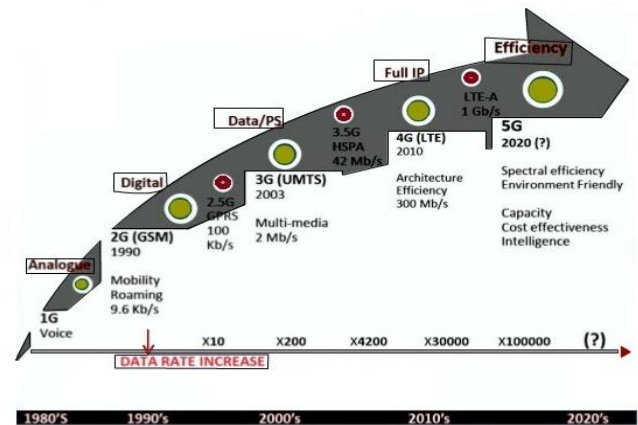 Efficiency
Full IP
LTE-A
1 Gb/s
Data/PS
3.5G
HSPA
42 Mb/s
4G (LTE)
2010
Architecture
Efficiency
300 Mb/s
5G
2020 (?)
Spectral efficiency
Environment Friendly
Capacity
Cost effectiveness
Intelligence
Digital
2.5G
GPRS
100
Kb/s
3G (UMTS)
2003
Multi-media
2 Mb/s
2G (GSM)
1990
Mobility
Roaming
9.6 Kb/s
Analogue
1G
Voice
X10 X200 X4200 X30000 X100000 (?)
DATA RATE INCREASE
1980'S 1990's 2000's 2010's 2020's